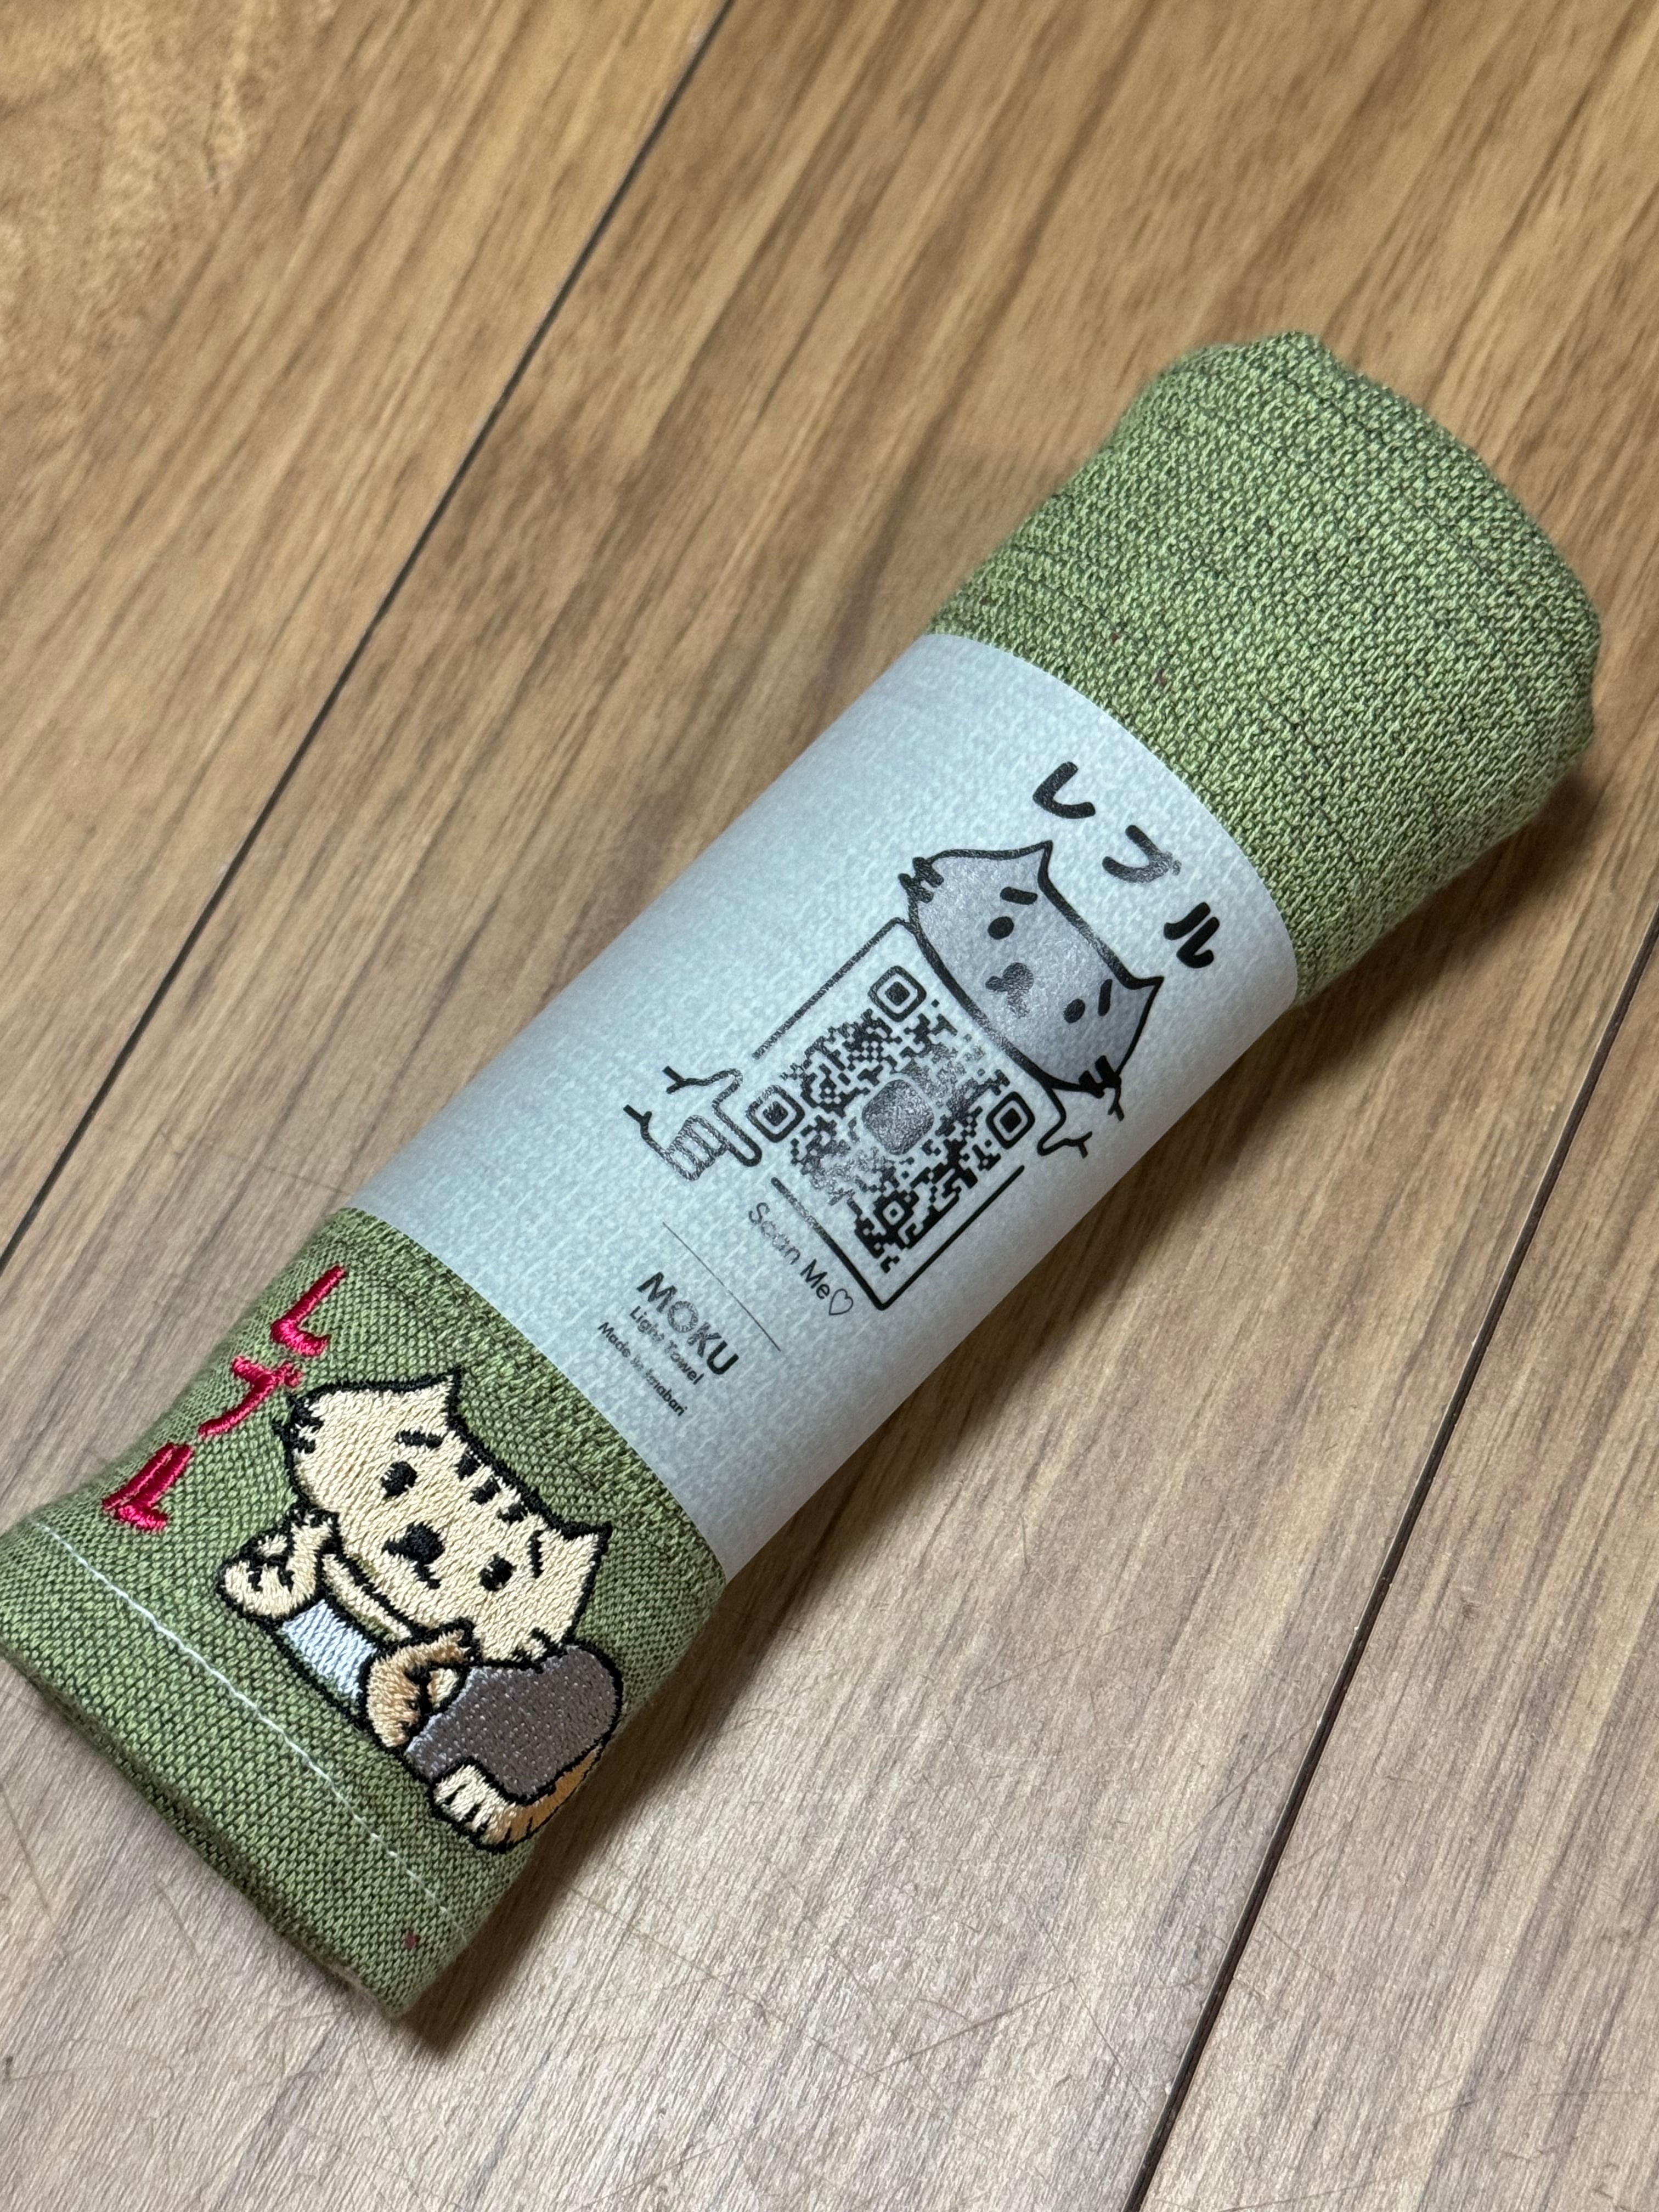 レブル
Scan Me♡
MOKU
Light Towel
Made in Imabari
レブル